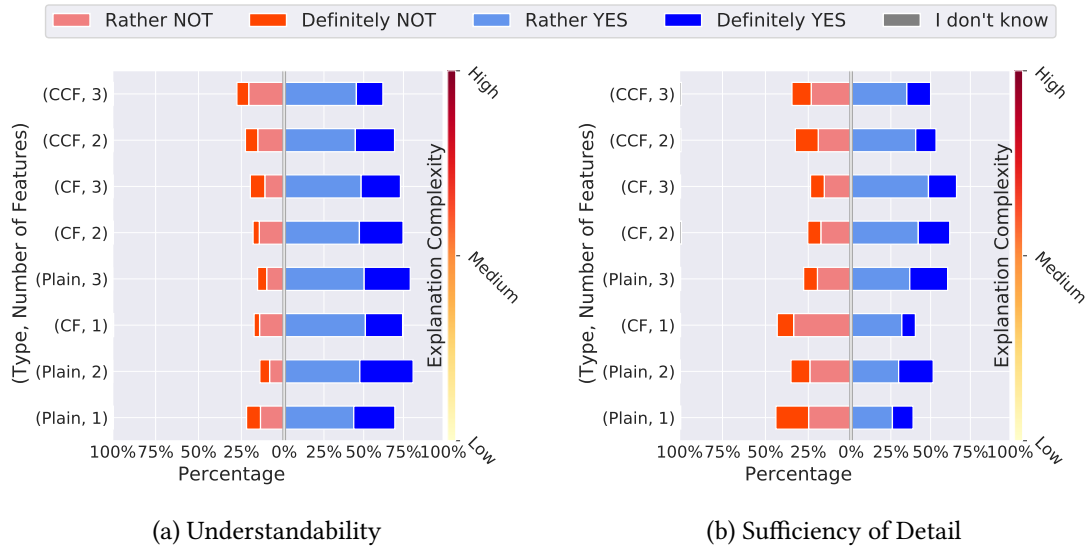 Rather NOT Definitely NOT Rather YES Definitely YES I don't know
(Type, Number of Features)
(CCF, 3)
(CCF, 2)
(CF, 3)
(CF, 2)
(Plain, 3)
(CF, 1)
(Plain, 2)
(Plain, 1)
100% 75% 50% 25% 0% 25% 50% 75% 100%
Percentage
Explanation Complexity
High
Medium
Low
(a) Understandability
(Type, Number of Features)
(CCF, 3)
(CCF, 2)
(CF, 3)
(CF, 2)
(Plain, 3)
(CF, 1)
(Plain, 2)
(Plain, 1)
100% 75% 50% 25% 0% 25% 50% 75% 100%
Percentage
Explanation Complexity
High
Medium
Low
(b) Sufficiency of Detail